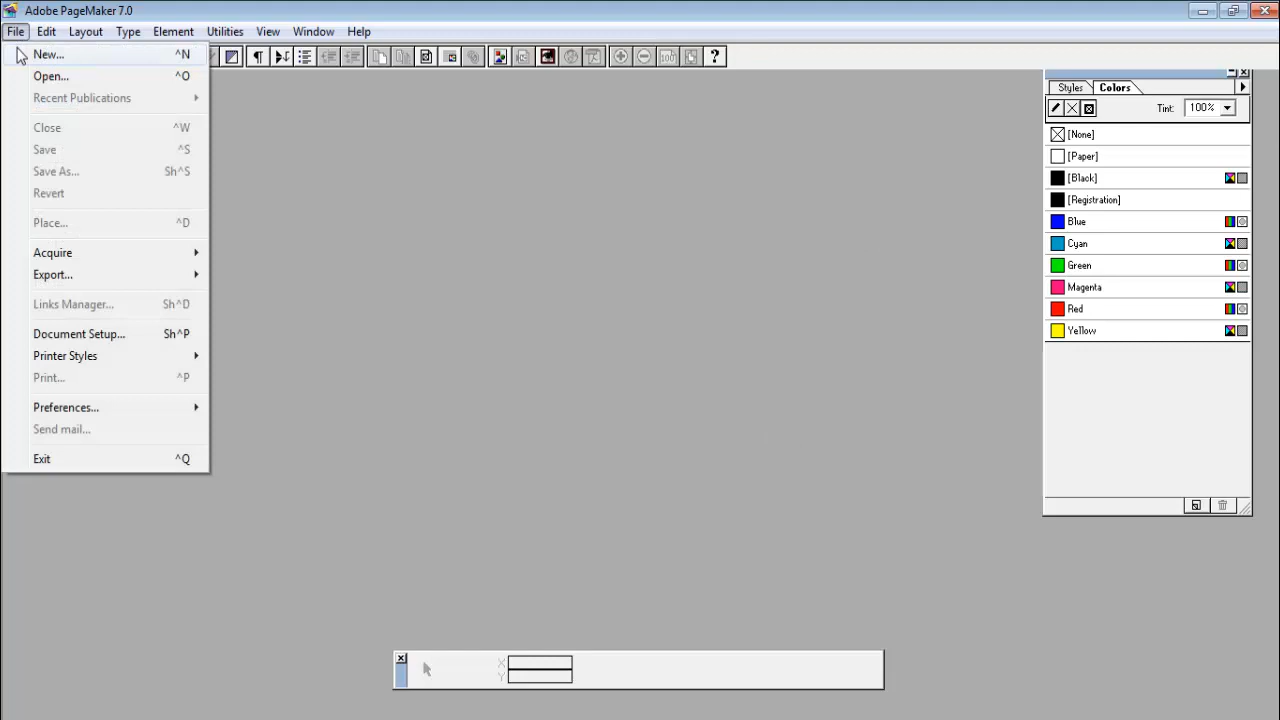 Adobe PageMaker 7.0
File Edit Layout Type Element Utilities View Window Help
New... ^N
Open... ^O
Recent Publications
Close ^W
Save ^S
Save As... Sh^S
Revert
Place... ^D
Acquire
Export...
Links Manager... Sh^D
Document Setup... Sh^P
Printer Styles
Print... ^P
Preferences...
Send mail...
Exit ^Q
Styles Colors
Tint: 100%
[None]
[Paper]
[Black]
[Registration]
Blue
Cyan
Green
Magenta
Red
Yellow
X
Y